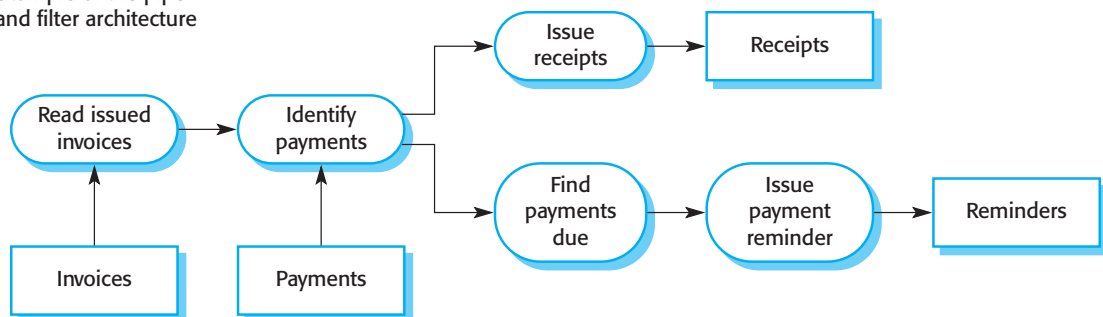 and filter architecture
Issue
receipts
Receipts
Read issued
invoices
Identify
payments
Find
payments
due
Issue
payment
reminder
Reminders
Invoices
Payments